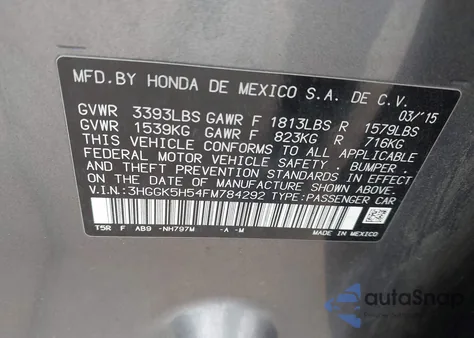 MFD. BY HONDA DE MEXICO S.A. DE C.V. 03/15
GVWR 3393LBS GAWR F 1813LBS R 1579LBS
GVWR 1539KG GAWR F 823KG R 716KG
THIS VEHICLE CONFORMS TO ALL APPLICABLE
FEDERAL MOTOR VEHICLE SAFETY, BUMPER,
AND THEFT PREVENTION STANDARDS IN EFFECT
ON THE DATE OF MANUFACTURE SHOWN ABOVE.
V.I.N.: 3HGGK5H54FM784292 TYPE: PASSENGER CAR
T5R F AB9 -NH797M -A -M
MADE IN MEXICO
autoSnap